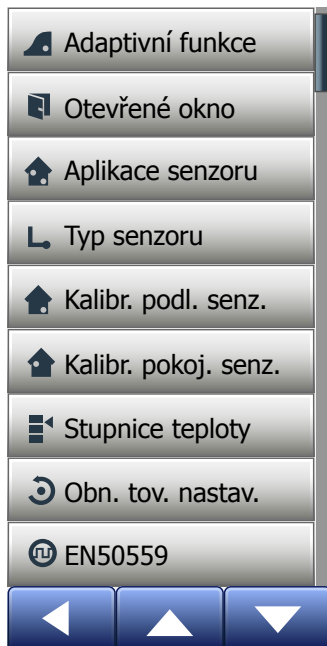 Adaptivní funkce
Otevřené okno
Aplikace senzoru
Typ senzoru
Kalibr. podl. senz.
Kalibr. pokoj. senz.
Stupnice teploty
Obn. tov. nastav.
EN50559